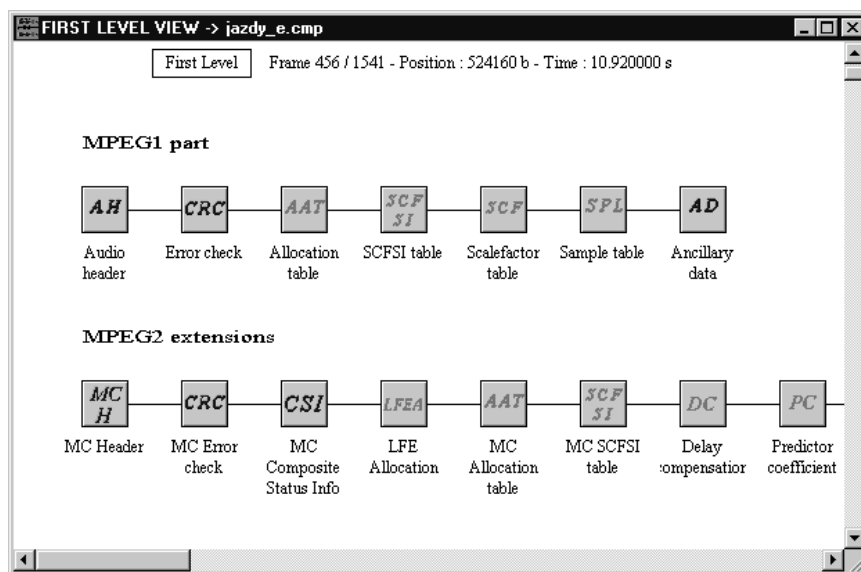 FIRST LEVEL VIEW -> jazdy_e.cmp
First Level Frame 456 / 1541 - Position : 524160 b - Time : 10.920000 s
MPEG1 part
AH CRC AAT SCF SI SCF SPL AD
Audio header Error check Allocation table SCFSI table Scalefactor table Sample table Ancillary data
MPEG2 extensions
MC H CRC CSI LFEA AAT SCF SI DC PC
MC Header MC Error check MC Composite Status Info LFE Allocation MC Allocation table MC SCFSI table Delay :ompensatior Predictor coefficient